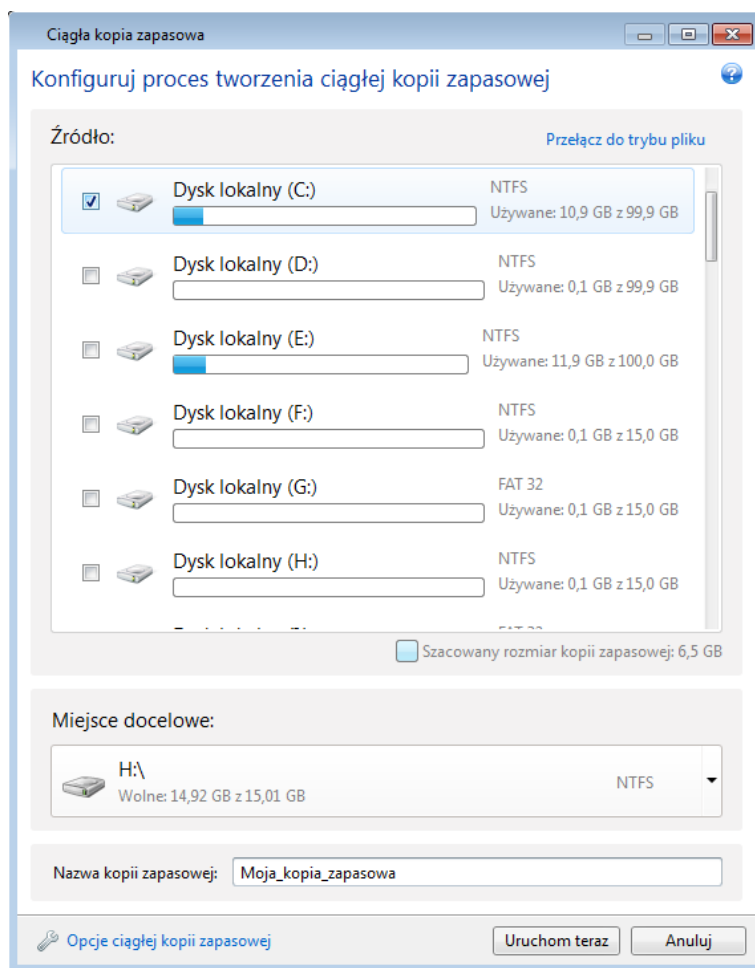 Ciągła kopia zapasowa
Konfiguruj proces tworzenia ciągłej kopii zapasowej
Źródło:
Przełącz do trybu pliku
Dysk lokalny (C:)
NTFS
Używane: 10,9 GB z 99,9 GB
Dysk lokalny (D:)
NTFS
Używane: 0,1 GB z 99,9 GB
Dysk lokalny (E:)
NTFS
Używane: 11,9 GB z 100,0 GB
Dysk lokalny (F:)
NTFS
Używane: 0,1 GB z 15,0 GB
Dysk lokalny (G:)
FAT 32
Używane: 0,1 GB z 15,0 GB
Dysk lokalny (H:)
NTFS
Używane: 0,1 GB z 15,0 GB
Szacowany rozmiar kopii zapasowej: 6,5 GB
Miejsce docelowe:
H:\
Wolne: 14,92 GB z 15,01 GB
NTFS
Nazwa kopii zapasowej:
Moja_kopia_zapasowa
Opcje ciągłej kopii zapasowej
Uruchom teraz
Anuluj